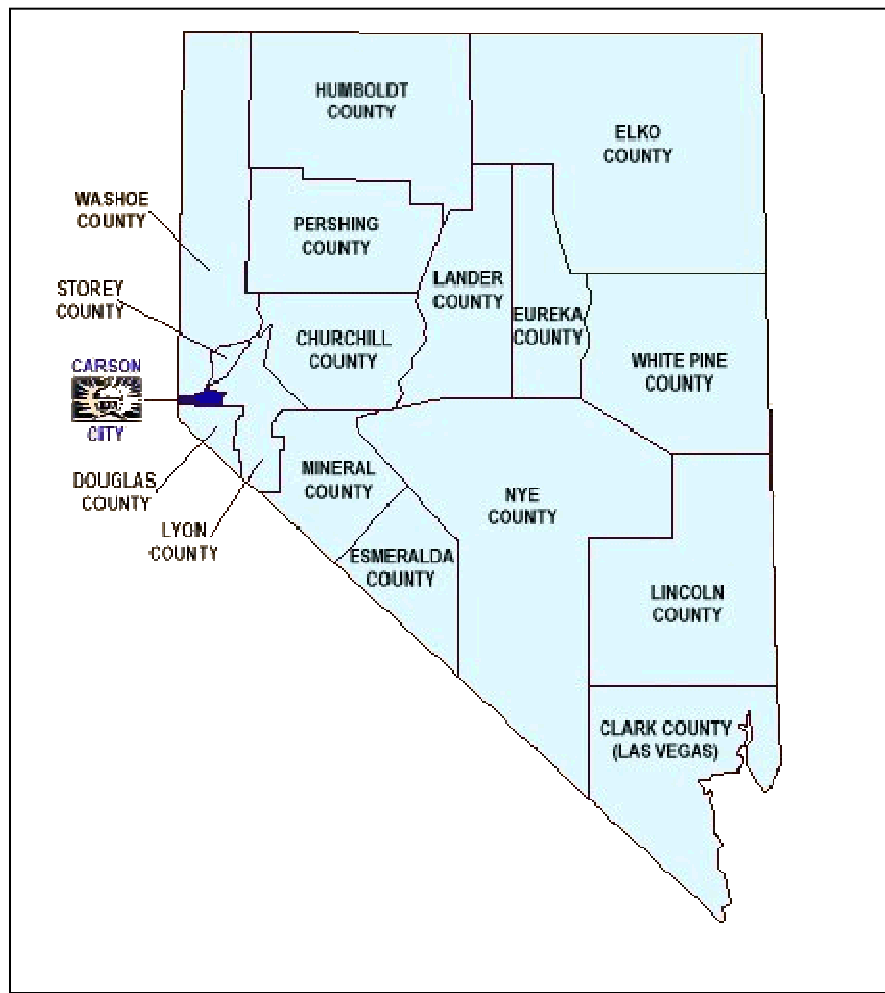 HUMBOLDT
COUNTY
ELKO
COUNTY
WASHOE
COUNTY
PERSHING
COUNTY
STOREY
COUNTY
LANDER
COUNTY
EUREKA
COUNTY
CHURCHILL
COUNTY
WHITE PINE
COUNTY
CARSON
CITY
DOUGLAS
COUNTY
MINERAL
COUNTY
NYE
COUNTY
LYON
COUNTY
ESMERALDA
COUNTY
LINCOLN
COUNTY
CLARK COUNTY
(LAS VEGAS)